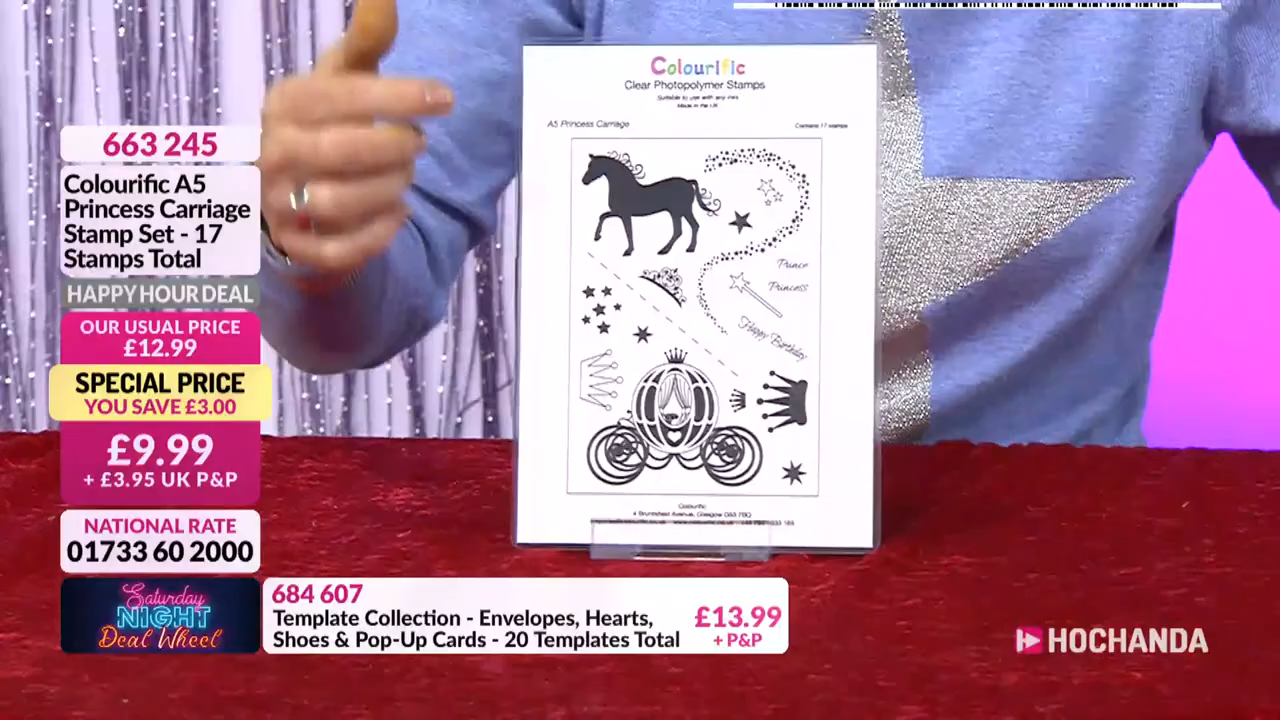 663 245
Colourific A5
Princess Carriage
Stamp Set - 17
Stamps Total
HAPPY HOUR DEAL
OUR USUAL PRICE
£12.99
SPECIAL PRICE
YOU SAVE £3.00
£9.99
+ £3.95 UK P&P
NATIONAL RATE
01733 60 2000
Saturday
NIGHT
Deal Wheel
684 607
Template Collection - Envelopes, Hearts,
Shoes & Pop-Up Cards - 20 Templates Total
£13.99
+ P&P
HOCHANDA
Colourific
Clear Photopolymer Stamps
Suitable to use with any inks
Made in the UK
A5 Princess Carriage
Contains 17 stamps
Prince
Princess
Happy Birthday
Colourific
Avenue, Glasgow